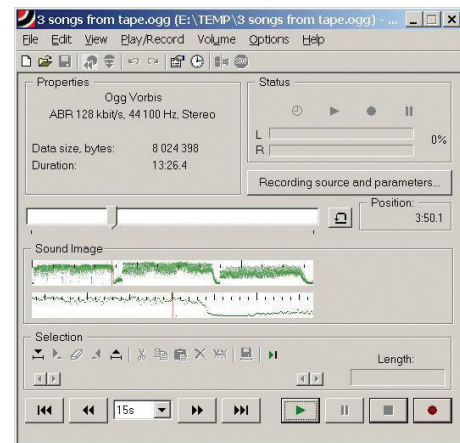 3 songs from tape.ogg (E:\TEMP\3 songs from tape.ogg) - ...
File Edit View Play/Record Volume Options Help
Properties
Ogg Vorbis
ABR 128 kbit/s, 44 100 Hz, Stereo
Data size, bytes: 8 024 398
Duration: 13:26.4
Status
L
R
0%
Recording source and parameters...
Position:
3:50.1
Sound Image
Selection
Length:
15s